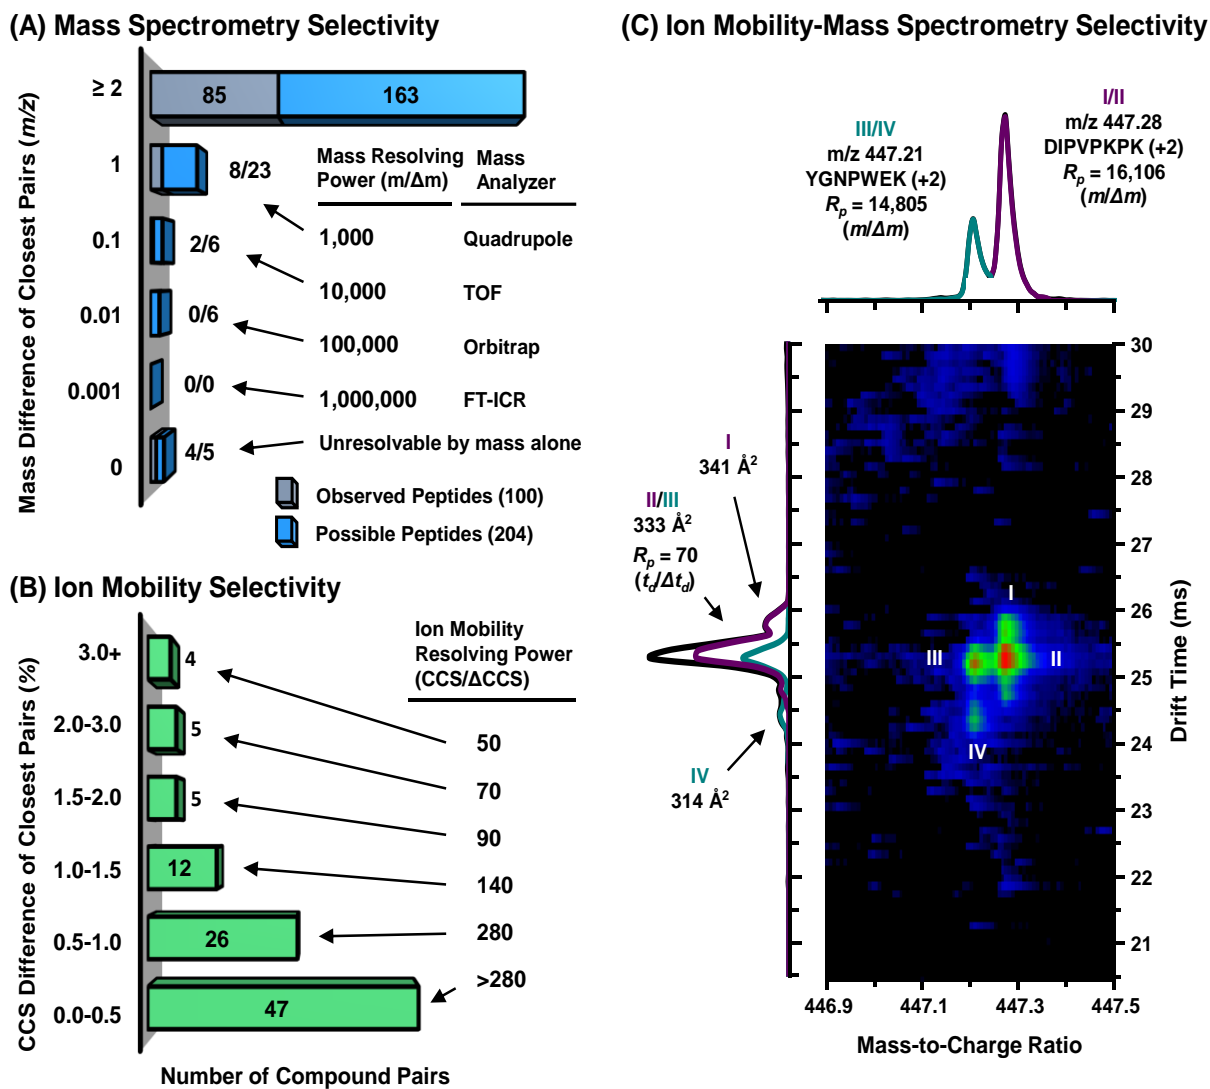 (A) Mass Spectrometry Selectivity
Mass Difference of Closest Pairs (m/z)
≥ 2
85
163
1
8/23
0.1
2/6
0.01
0/6
0.001
0/0
0
4/5
Mass Resolving
Power (m/Δm)
Mass
Analyzer
1,000
Quadrupole
10,000
TOF
100,000
Orbitrap
1,000,000
FT-ICR
Unresolvable by mass alone
Observed Peptides (100)
Possible Peptides (204)
(B) Ion Mobility Selectivity
CCS Difference of Closest Pairs (%)
3.0+
4
2.0-3.0
5
1.5-2.0
5
1.0-1.5
12
0.5-1.0
26
0.0-0.5
47
Ion Mobility
Resolving Power
(CCS/ΔCCS)
50
70
90
140
280
>280
Number of Compound Pairs
(C) Ion Mobility-Mass Spectrometry Selectivity
III/IV
m/z 447.21
YGNPWEK (+2)
Rp = 14,805
(m/Δm)
I/II
m/z 447.28
DIPVPKPK (+2)
Rp = 16,106
(m/Δm)
I
341 Å²
II/III
333 Å²
Rp = 70
(td/Δtd)
IV
314 Å²
I
II
III
IV
30
29
28
27
26
25
24
23
22
21
Drift Time (ms)
446.9
447.1
447.3
447.5
Mass-to-Charge Ratio